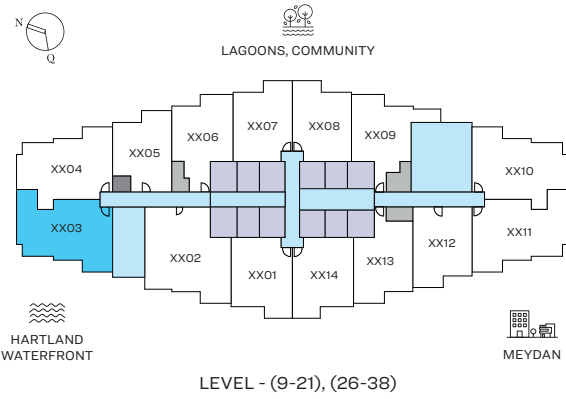 N
Q
LAGOONS, COMMUNITY
XX07
XX08
XX06
XX09
XX05
XX04
XX10
XX03
XX11
XX12
XX02
XX13
XX01
XX14
HARTLAND
WATERFRONT
MEYDAN
LEVEL - (9-21), (26-38)